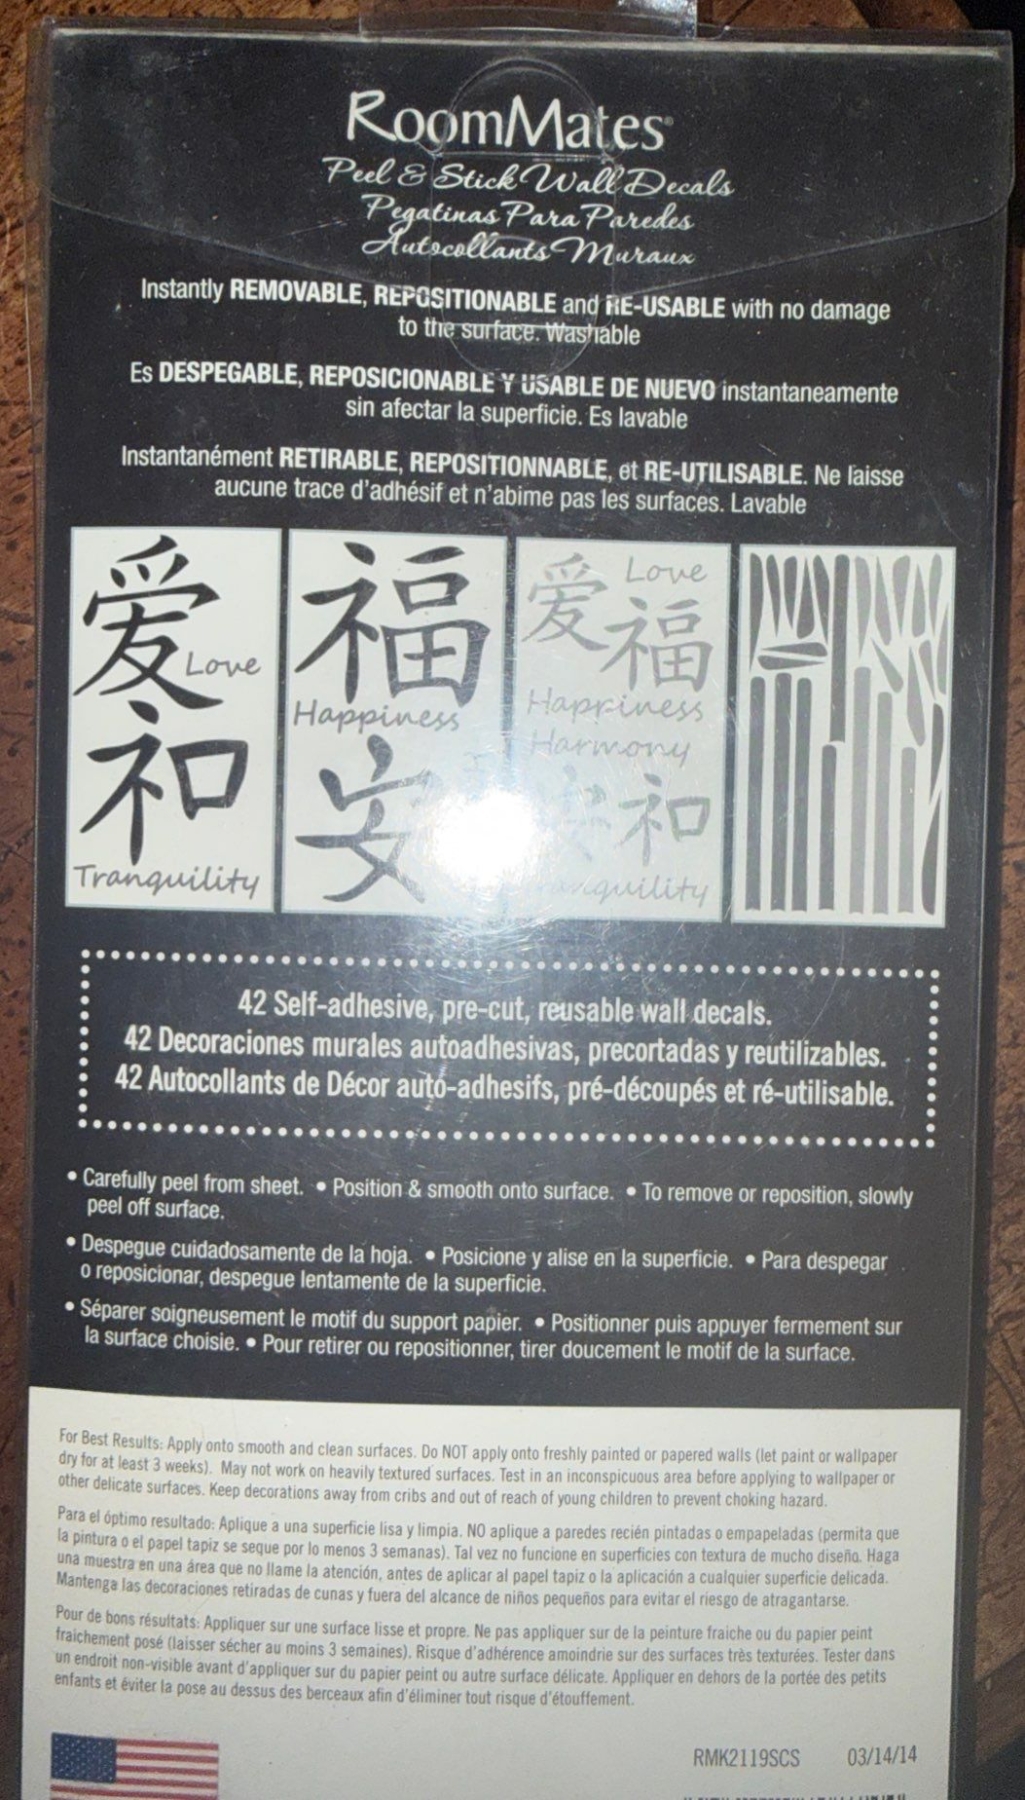 RoomMates®
Peel & Stick Wall Decals
Pegatinas Para Paredes
Autocollants Muraux
Instantly REMOVABLE, REPOSITIONABLE and RE-USABLE with no damage
to the surface. Washable
Es DESPEGABLE, REPOSICIONABLE Y USABLE DE NUEVO instantaneamente
sin afectar la superficie. Es lavable
Instantanément RETIRABLE, REPOSITIONNABLE, et RE-UTILISABLE. Ne laisse
aucune trace d'adhésif et n'abime pas les surfaces. Lavable
爱
Love
和
Tranquility
福
Happiness
安
爱
Love
福
Happiness
Harmony
安 和
42 Self-adhesive, pre-cut, reusable wall decals.
42 Decoraciones murales autoadhesivas, precortadas y reutilizables.
42 Autocollants de Décor auto-adhesifs, pré-découpés et ré-utilisable.
• Carefully peel from sheet. • Position & smooth onto surface. • To remove or reposition, slowly
peel off surface.
• Despegue cuidadosamente de la hoja. • Posicione y alise en la superficie. • Para despegar
o reposicionar, despegue lentamente de la superficie.
• Séparer soigneusement le motif du support papier. • Positionner puis appuyer fermement sur
la surface choisie. • Pour retirer ou repositionner, tirer doucement le motif de la surface.
For Best Results: Apply onto smooth and clean surfaces. Do NOT apply onto freshly painted or papered walls (let paint or wallpaper
dry for at least 3 weeks). May not work on heavily textured surfaces. Test in an inconspicuous area before applying to wallpaper or
other delicate surfaces. Keep decorations away from cribs and out of reach of young children to prevent choking hazard.
Para el óptimo resultado: Aplique a una superficie lisa y limpia. NO aplique a paredes recién pintadas o empapeladas (permita que
la pintura o el papel tapiz se seque por lo menos 3 semanas). Tal vez no funcione en superficies con textura de mucho diseño. Haga
una muestra en una área que no llame la atención, antes de aplicar al papel tapiz o la aplicación a cualquier superficie delicada.
Mantenga las decoraciones retiradas de cunas y fuera del alcance de niños pequeños para evitar el riesgo de atragantarse.
Pour de bons résultats: Appliquer sur une surface lisse et propre. Ne pas appliquer sur de la peinture fraiche ou du papier peint
fraichement posé (laisser sécher au moins 3 semaines). Risque d'adhérence amoindrie sur des surfaces très texturées. Tester dans
un endroit non-visible avant d'appliquer sur du papier peint ou autre surface délicate. Appliquer en dehors de la portée des petits
enfants et éviter la pose au dessus des berceaux afin d'éliminer tout risque d'étouffement.
RMK2119SCS 03/14/14